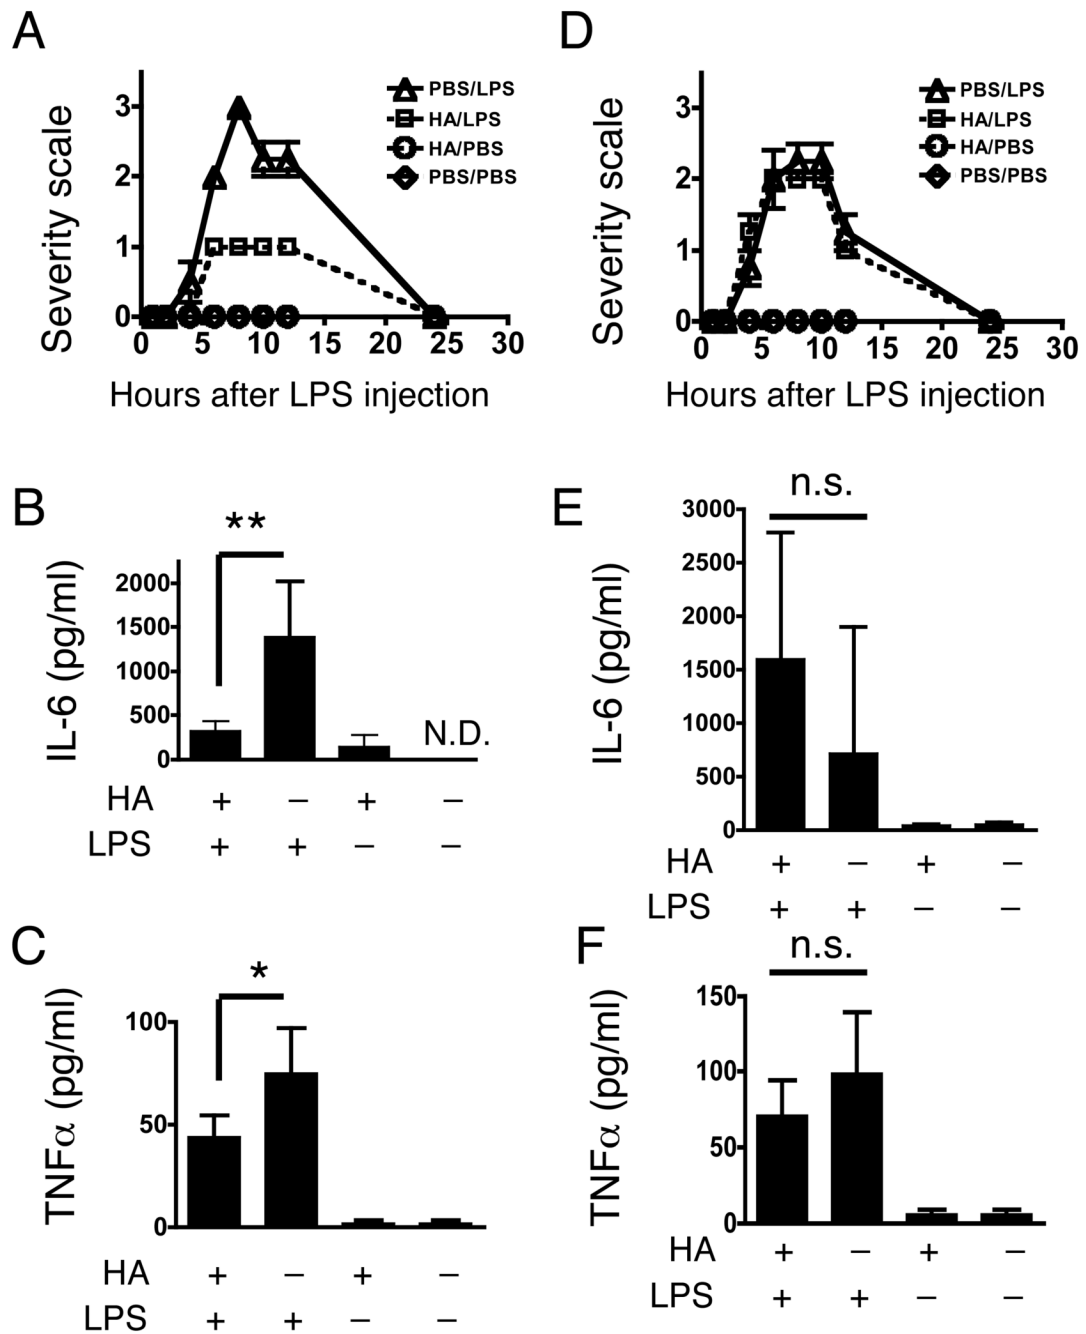 A
Severity scale
3
2
1
0
PBS/LPS
HA/LPS
HA/PBS
PBS/PBS
0 5 10 15 20 25 30
Hours after LPS injection
D
Severity scale
3
2
1
0
PBS/LPS
HA/LPS
HA/PBS
PBS/PBS
0 5 10 15 20 25 30
Hours after LPS injection
B
**
IL-6 (pg/ml)
2000
1500
1000
500
0
N.D.
HA + – + –
LPS + + – –
E
n.s.
IL-6 (pg/ml)
3000
2500
2000
1500
1000
500
0
HA + – + –
LPS + + – –
C
*
TNFα (pg/ml)
100
50
0
HA + – + –
LPS + + – –
F
n.s.
TNFα (pg/ml)
150
100
50
0
HA + – + –
LPS + + – –